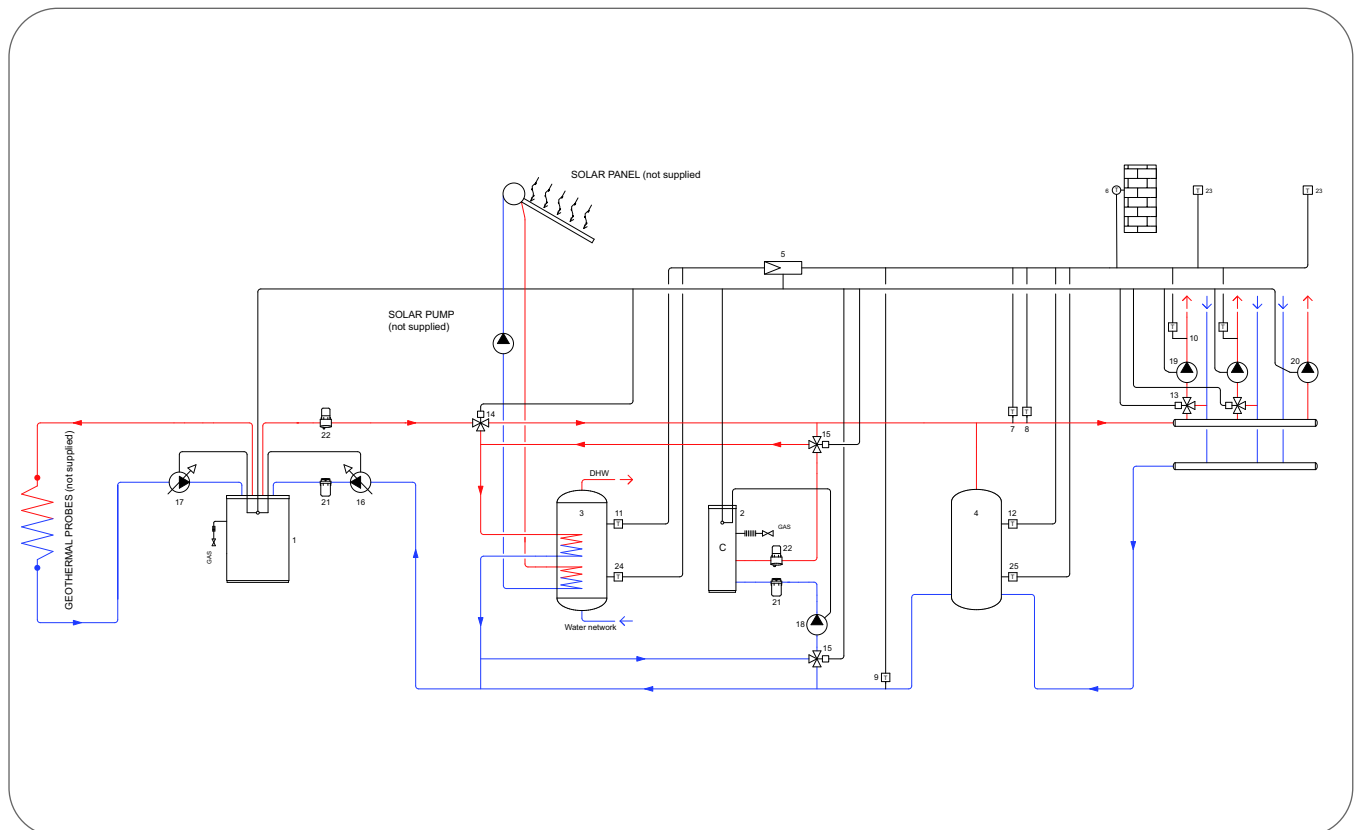 SOLAR PANEL (not supplied
6
T
T
23
T
23
5
SOLAR PUMP
(not supplied)
T
10
T
19
20
13
14
22
15
T
T
7
8
GEOTHERMAL PROBES (not supplied)
DHW
17
21
16
3
11
T
2
GAS
4
12
T
1
GAS
C
22
24
T
21
25
T
Water network
18
15
9
T